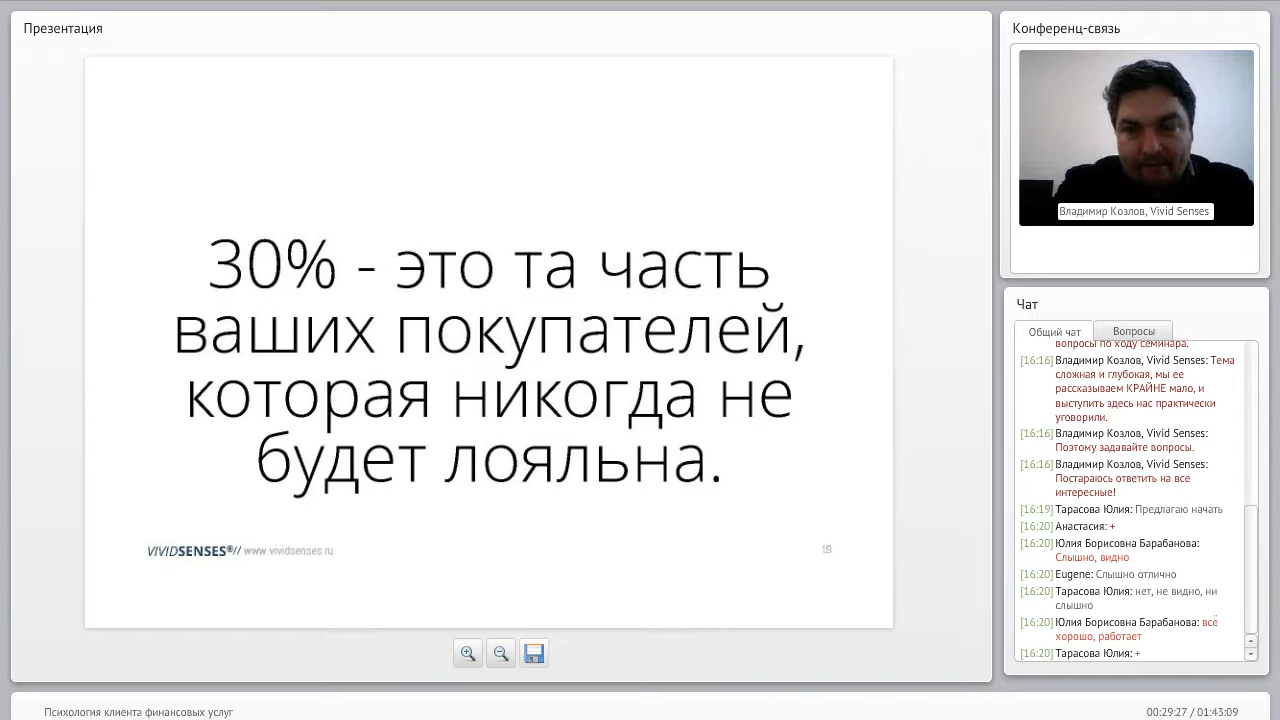 Презентация
30% - это та часть
ваших покупателей,
которая никогда не
будет лояльна.
VIVIDSENSES®// www.vividsenses.ru
19
Конференц-связь
Владимир Козлов, Vivid Senses
Чат
Общий чат
Вопросы
вопросы по ходу семинара.
[16:16] Владимир Козлов, Vivid Senses: Тема
сложная и глубокая, мы ее
рассказываем КРАЙНЕ мало, и
выступить здесь нас практически
уговорили.
[16:16] Владимир Козлов, Vivid Senses:
Поэтому задавайте вопросы.
[16:16] Владимир Козлов, Vivid Senses:
Постараюсь ответить на все
интересные!
[16:19] Тарасова Юлия: Предлагаю начать
[16:20] Анастасия: +
[16:20] Юлия Борисовна Барабанова:
Слышно, видно
[16:20] Eugene: Слышно отлично
[16:20] Тарасова Юлия: нет, не видно, ни
слышно
[16:20] Юлия Борисовна Барабанова: всё
хорошо, работает
[16:20] Тарасова Юлия: +
Психология клиента финансовых услуг
00:29:27 / 01:43:09